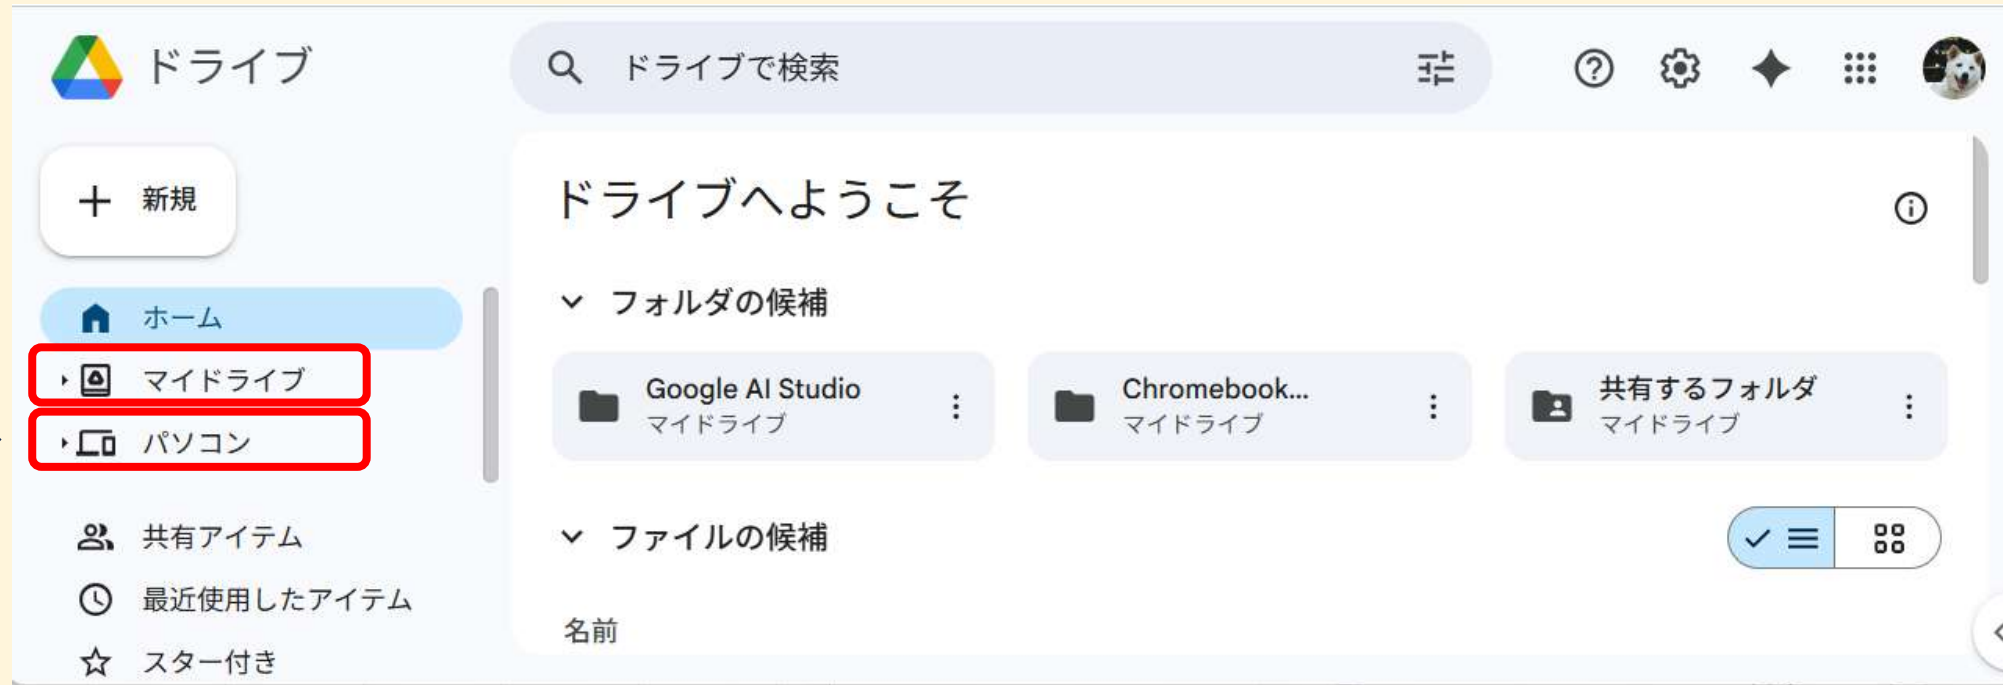 ドライブ
ドライブで検索
新規
ドライブへようこそ
ホーム
マイドライブ
パソコン
共有アイテム
最近使用したアイテム
スター付き
フォルダの候補
Google AI Studio
マイドライブ
Chromebook...
マイドライブ
共有するフォルダ
マイドライブ
ファイルの候補
名前